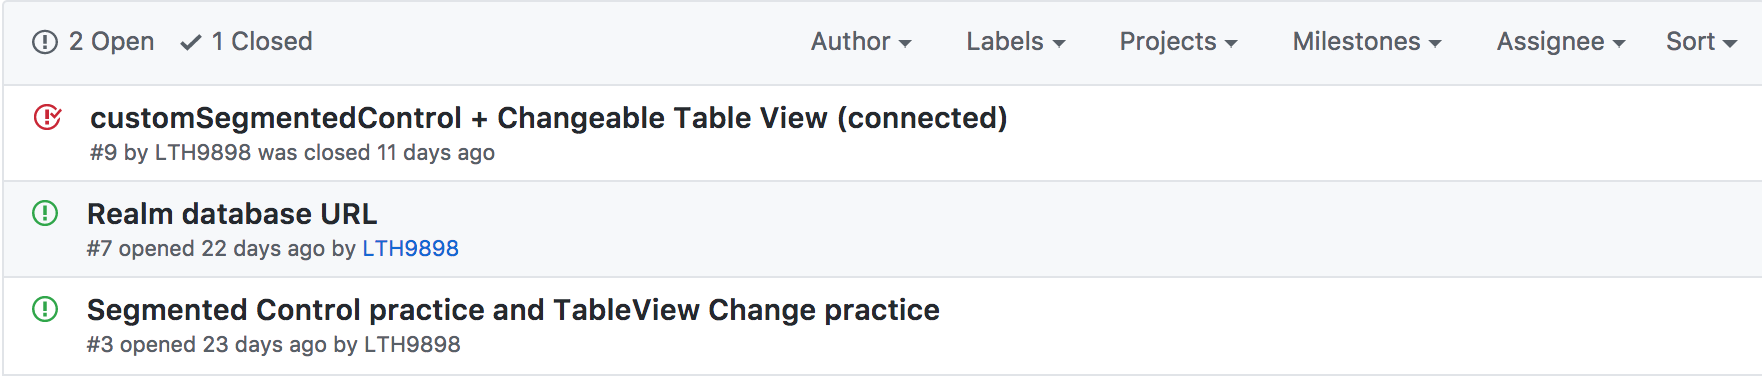 2 Open 1 Closed Author Labels Projects Milestones Assignee Sort
customSegmentedControl + Changeable Table View (connected)
#9 by LTH9898 was closed 11 days ago
Realm database URL
#7 opened 22 days ago by LTH9898
Segmented Control practice and TableView Change practice
#3 opened 23 days ago by LTH9898